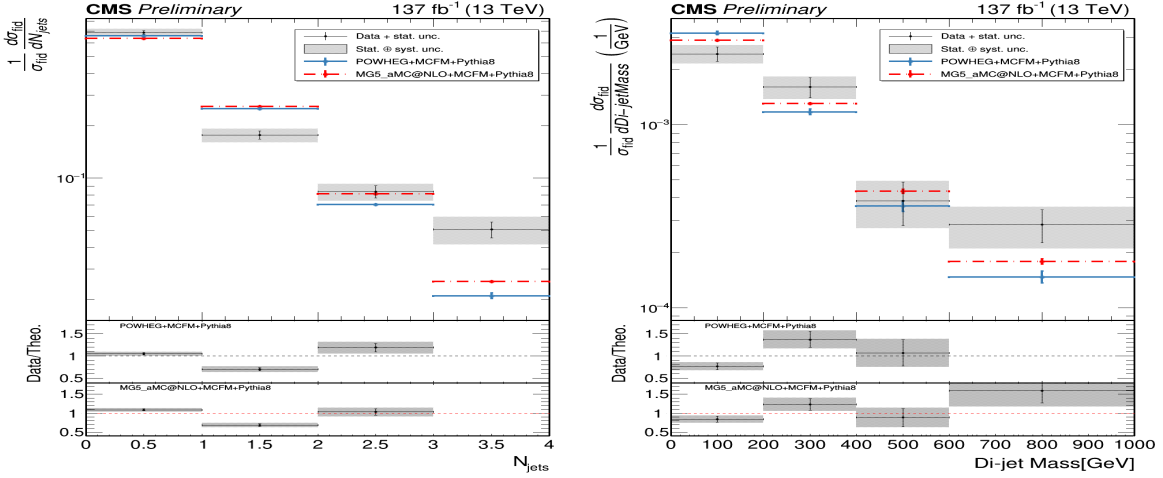 CMS Preliminary 137 fb⁻¹ (13 TeV)
1/σfid dσfid/dNjets
Data + stat. unc.
Stat. ⊕ syst. unc.
POWHEG+MCFM+Pythia8
MG5_aMC@NLO+MCFM+Pythia8
10⁻¹
Data/Theo.
POWHEG+MCFM+Pythia8
1.5
1
0.5
MG5_aMC@NLO+MCFM+Pythia8
1.5
1
0.5
0 0.5 1 1.5 2 2.5 3 3.5 4
Njets
CMS Preliminary 137 fb⁻¹ (13 TeV)
1/σfid dσfid/dDi-jetMass (1/GeV)
Data + stat. unc.
Stat. ⊕ syst. unc.
POWHEG+MCFM+Pythia8
MG5_aMC@NLO+MCFM+Pythia8
10⁻³
10⁻⁴
Data/Theo.
POWHEG+MCFM+Pythia8
1.5
1
0.5
MG5_aMC@NLO+MCFM+Pythia8
1.5
1
0.5
0 100 200 300 400 500 600 700 800 900 1000
Di-jet Mass[GeV]